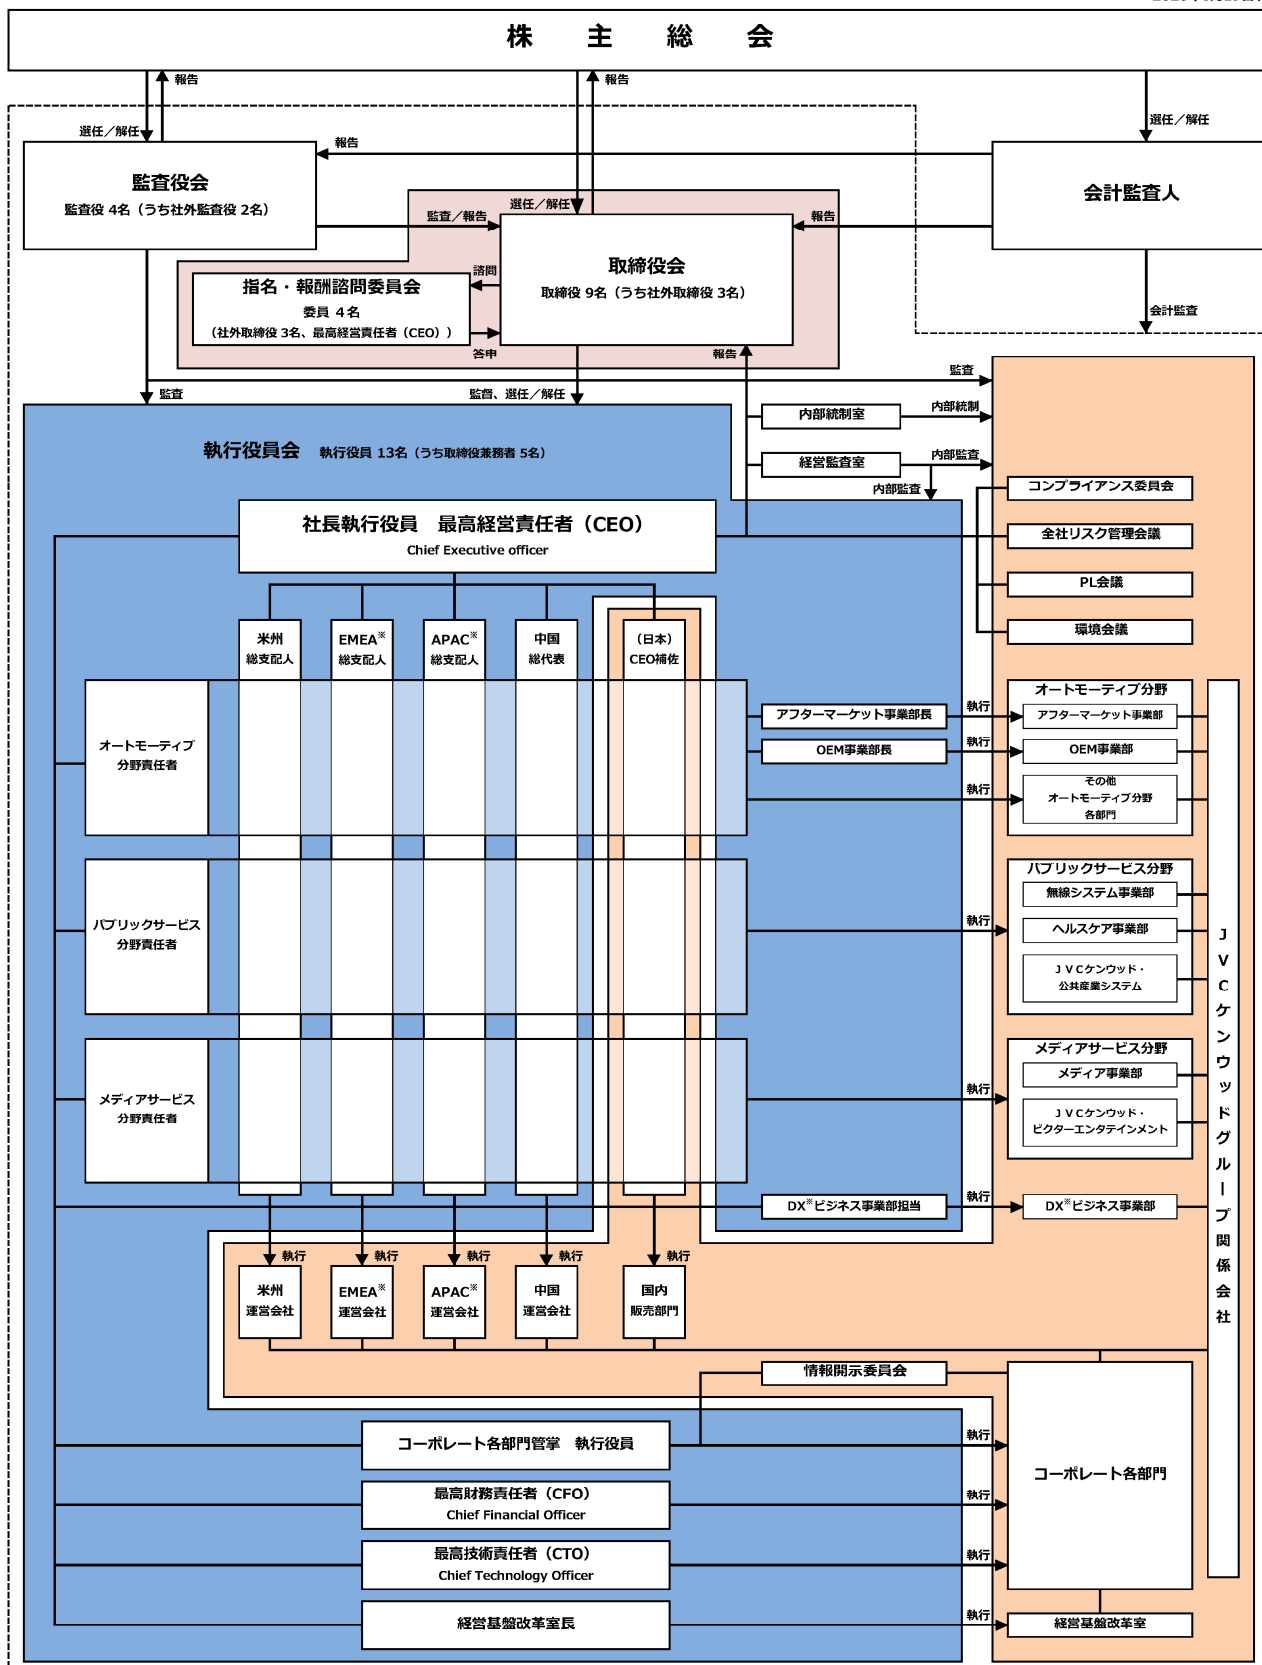 株 主 総 会
報告
報告
選任／解任
選任／解任
報告
監査役会
監査役 4名（うち社外監査役 2名）
会計監査人
選任／解任
監査／報告
報告
取締役会
取締役 9名（うち社外取締役 3名）
諮問
指名・報酬諮問委員会
委員 4名
（社外取締役 3名、最高経営責任者（CEO））
答申
会計監査
報告
監査
監査
監督、選任／解任
内部統制室
内部統制
経営監査室
内部監査
内部監査
執行役員会 執行役員 13名（うち取締役兼務者 5名）
コンプライアンス委員会
全社リスク管理会議
PL会議
環境会議
社長執行役員 最高経営責任者（CEO）
Chief Executive officer
米州
総支配人
EMEA※
総支配人
APAC※
総支配人
中国
総代表
（日本）
CEO補佐
オートモーティブ
分野責任者
アフターマーケット事業部長
執行
OEM事業部長
執行
執行
オートモーティブ分野
アフターマーケット事業部
OEM事業部
その他
オートモーティブ分野
各部門
パブリックサービス
分野責任者
執行
パブリックサービス分野
無線システム事業部
ヘルスケア事業部
ＪＶＣケンウッド・
公共産業システム
メディアサービス
分野責任者
執行
メディアサービス分野
メディア事業部
ＪＶＣケンウッド・
ビクターエンタテインメント
DX※ビジネス事業部担当
執行
DX※ビジネス事業部
JVCケンウッドグループ関係会社
執行
執行
執行
執行
執行
米州
運営会社
EMEA※
運営会社
APAC※
運営会社
中国
運営会社
国内
販売部門
情報開示委員会
コーポレート各部門管掌 執行役員
執行
最高財務責任者（CFO）
Chief Financial Officer
執行
最高技術責任者（CTO）
Chief Technology Officer
執行
コーポレート各部門
経営基盤改革室長
執行
経営基盤改革室